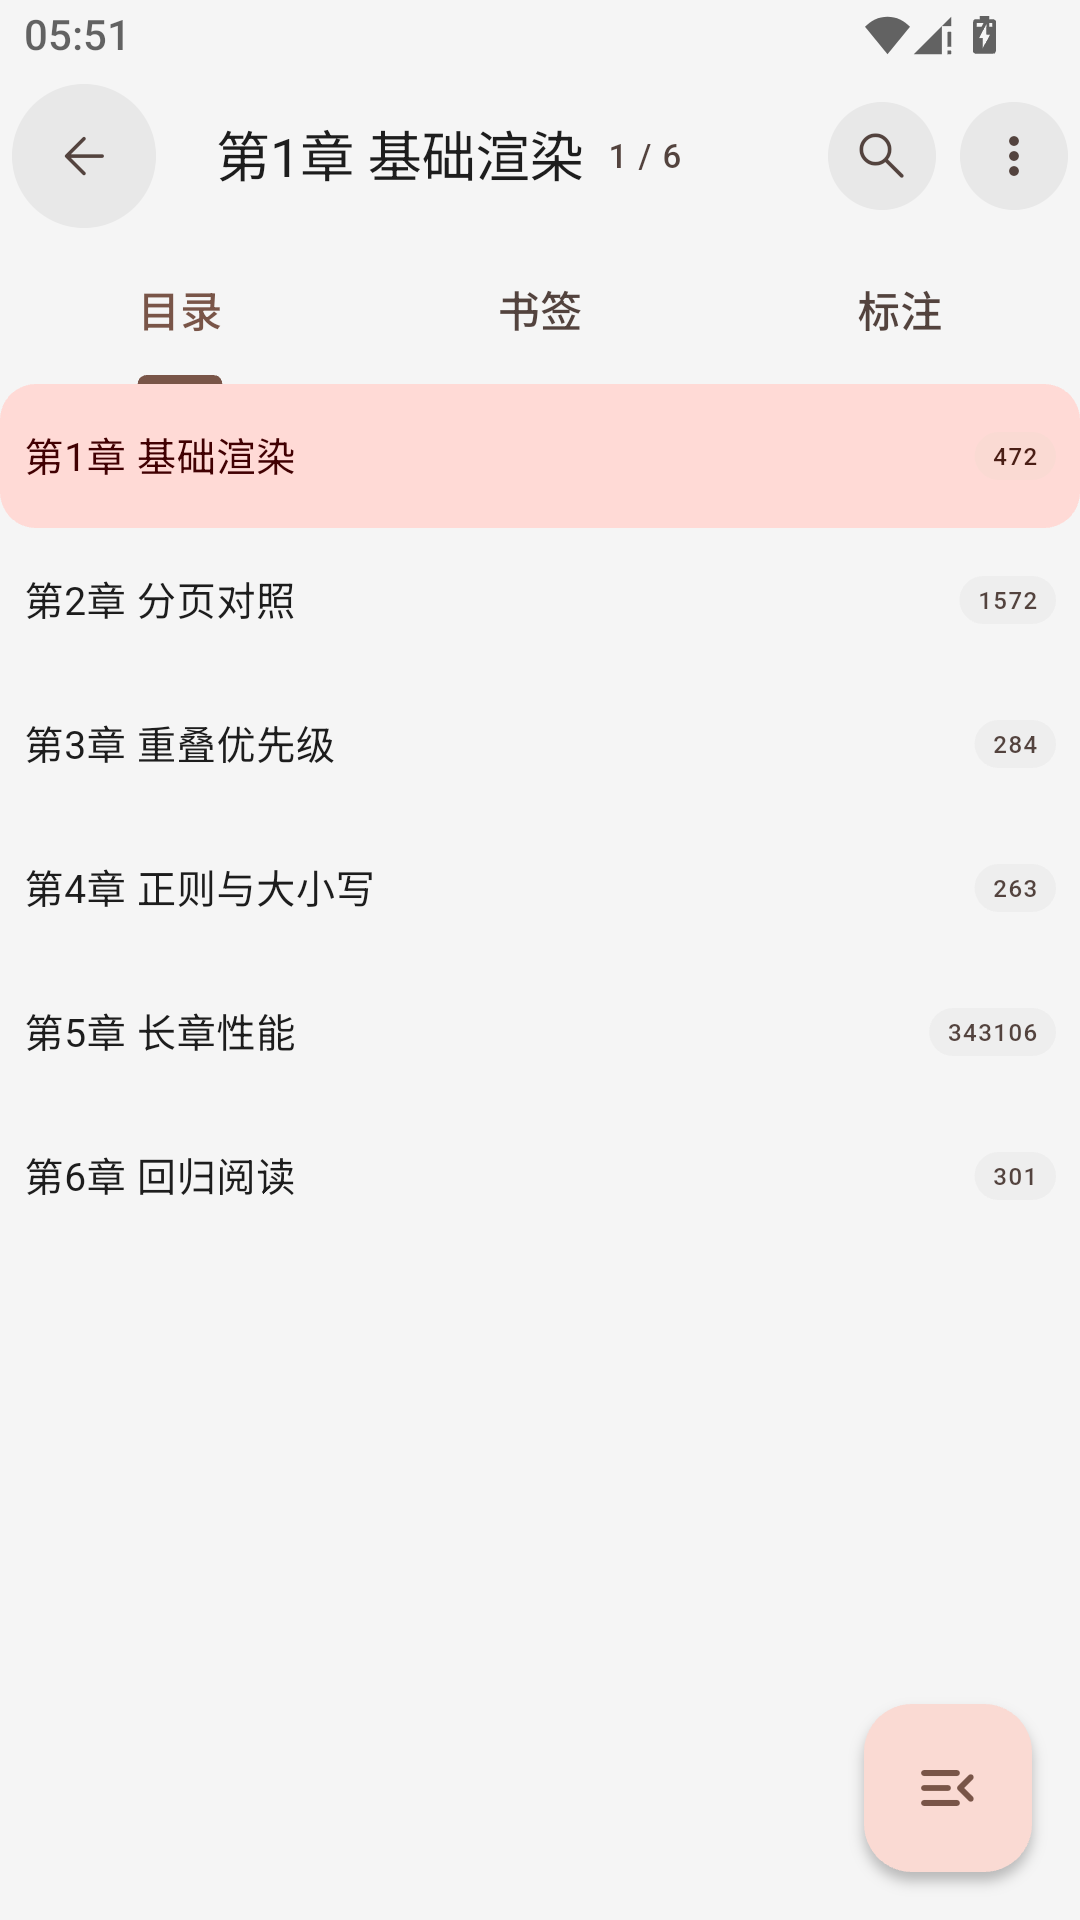 05:51
第1章 基础渲染 1 / 6
目录 书签 标注
第1章 基础渲染 472
第2章 分页对照 1572
第3章 重叠优先级 284
第4章 正则与大小写 263
第5章 长章性能 343106
第6章 回归阅读 301